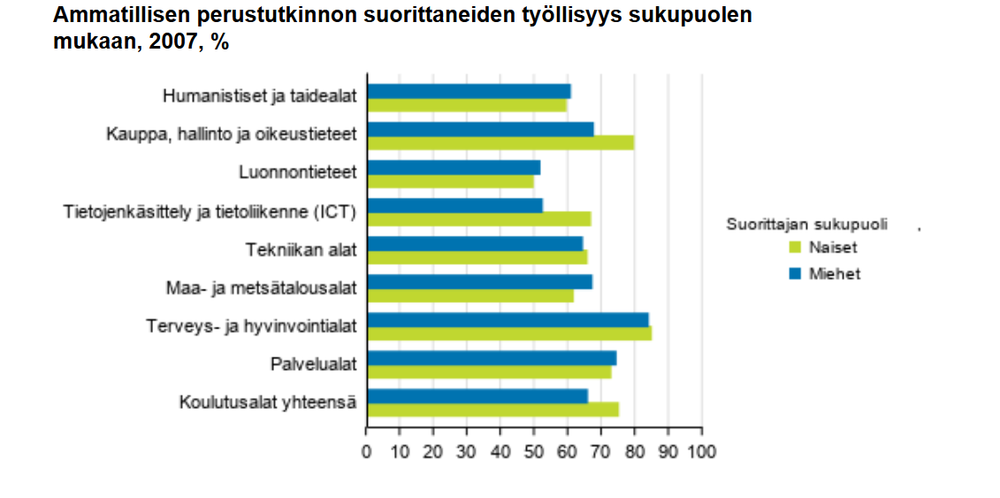 Ammatillisen perustutkinnon suorittaneiden työllisyys sukupuolen
mukaan, 2007, %
Humanistiset ja taidealat
Kauppa, hallinto ja oikeustieteet
Luonnontieteet
Tietojenkäsittely ja tietoliikenne (ICT)
Tekniikan alat
Maa- ja metsätalousalat
Terveys- ja hyvinvointialat
Palvelualat
Koulutusalat yhteensä
0 10 20 30 40 50 60 70 80 90 100
Suorittajan sukupuoli ,
Naiset
Miehet